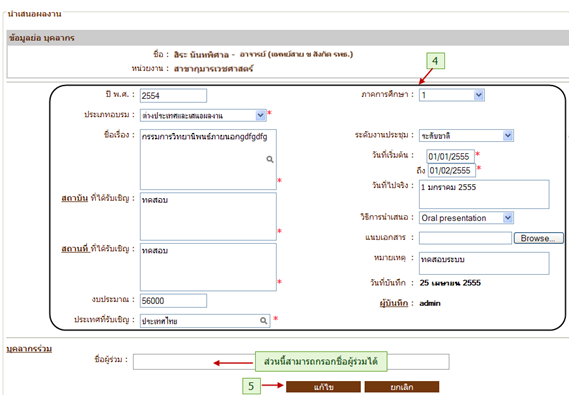 นำเสนอผลงาน
ข้อมูลย่อ บุคลากร
ชื่อ : สิระ นันทพิศาล - อาจารย์ (แพทย์สาย ข สังกัด รพธ.)
หน่วยงาน : สาขากุมารเวชศาสตร์
4
ปี พ.ศ. : 2554
ภาคการศึกษา : 1
ประเภทอบรม : ต่างประเทศและเสนอผลงาน *
ชื่อเรื่อง : กรรมการวิทยานิพนธ์ภายนอกgdfgdfg *
ระดับงานประชุม : ระดับชาติ
วันที่เริ่มต้น : 01/01/2555 *
ถึง 01/02/2555 *
สถาบัน ที่ได้รับเชิญ : ทดสอบ *
วันที่ไปจริง : 1 มกราคม 2555
วิธีการนำเสนอ : Oral presentation
สถานที่ ที่ได้รับเชิญ : ทดสอบ *
แนบเอกสาร : Browse...
หมายเหตุ : ทดสอบระบบ
งบประมาณ : 56000
วันที่บันทึก : 25 เมษายน 2555
ประเทศที่รับเชิญ : ประเทศไทย *
ผู้บันทึก : admin
บุคลากรร่วม
ชื่อผู้ร่วม : ส่วนนี้สามารถกรอกชื่อผู้ร่วมได้
5 แก้ไข ยกเลิก